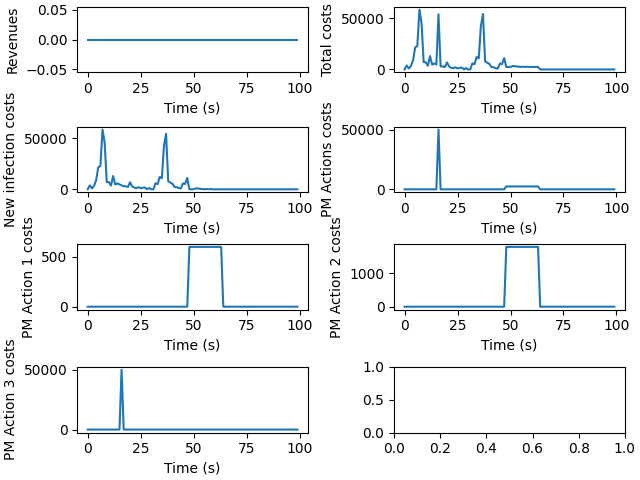 Revenues
0.05
0.00
−0.05
0 25 50 75 100
Time (s)
Total costs
50000
0
0 25 50 75 100
Time (s)
New infection costs
50000
0
0 25 50 75 100
Time (s)
PM Actions costs
50000
0
0 25 50 75 100
Time (s)
PM Action 1 costs
500
0
0 25 50 75 100
Time (s)
PM Action 2 costs
1000
0
0 25 50 75 100
Time (s)
PM Action 3 costs
50000
0
0 25 50 75 100
Time (s)
1.0
0.5
0.0
0.0 0.2 0.4 0.6 0.8 1.0